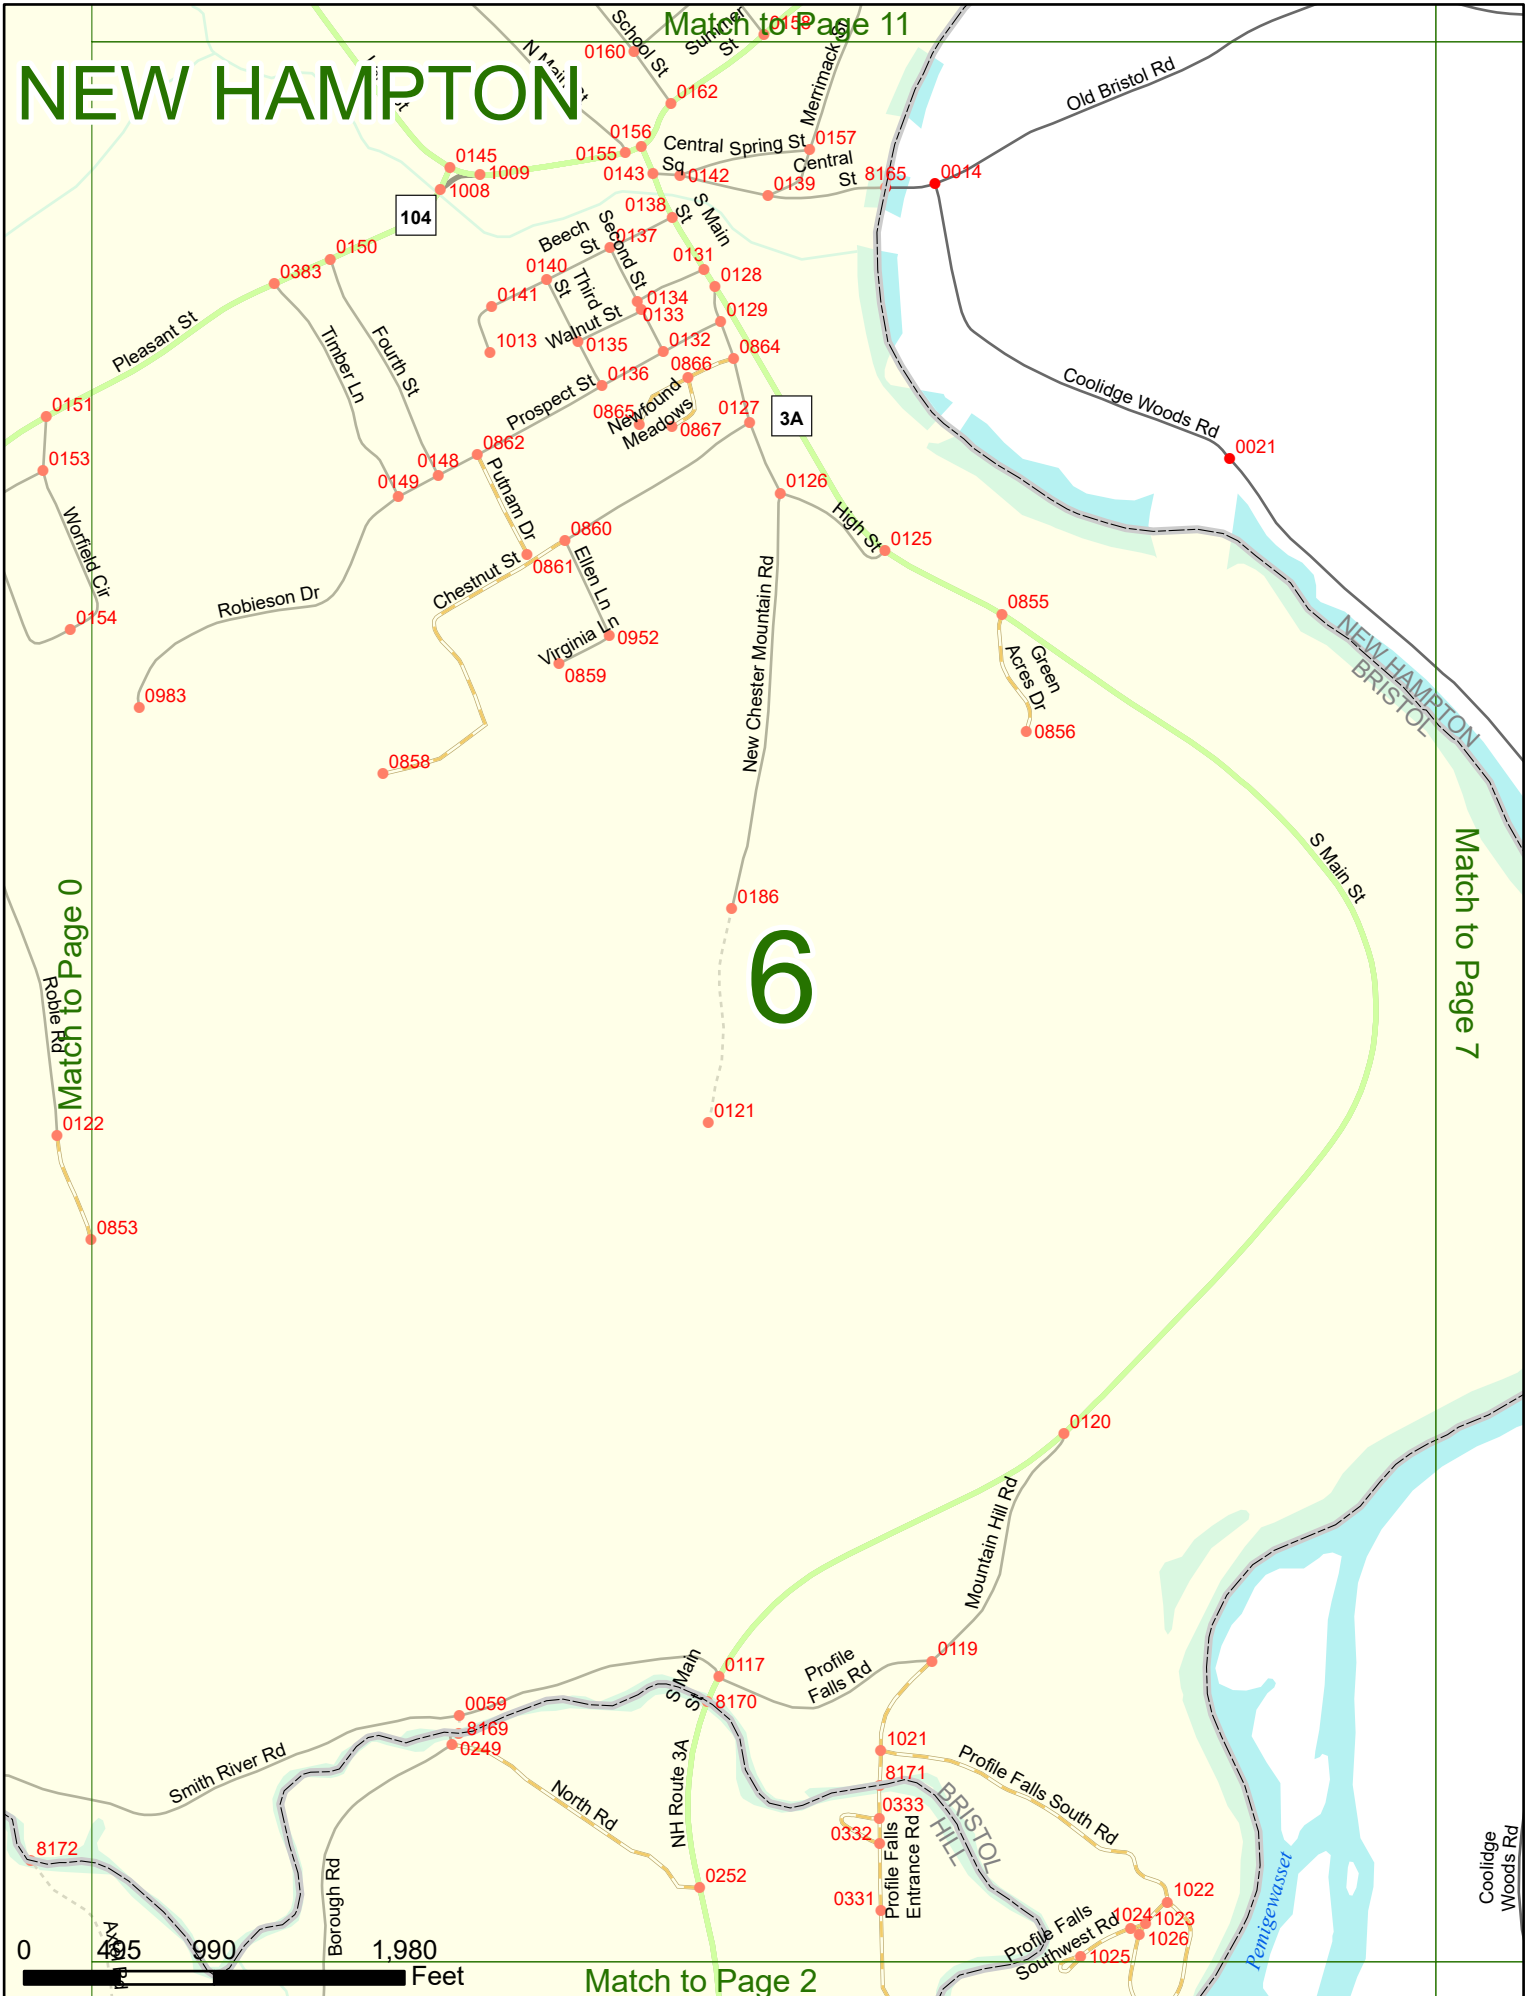 Match to Page 11
NEW HAMPTON
School St
Summer St
0158
0160
N Main St
Merrimack St
Old Bristol Rd
0162
0156
0155
Central Spring St
0157
0145
1009
1008
0143
Sq
0142
Central St
0139
8165
0014
104
0138
S Main St
Beech St
0137
Second St
0150
0383
0140
0131
0128
0141
Third St
0134
0133
0129
Walnut St
Pleasant St
1013
0135
0132
0864
Timber Ln
Fourth St
0866
0136
Prospect St
Coolidge Woods Rd
0151
0865
Newfound Meadows
0867
0127
3A
0021
0862
0153
0148
0149
Putnam Dr
0126
High St
0125
Worfield Cir
0860
0861
Chestnut St
Ellen Ln
Robieson Dr
0154
0952
Virginia Ln
0859
New Chester Mountain Rd
0855
Green Acres Dr
0856
NEW HAMPTON
BRISTOL
0983
0858
S Main St
Match to Page 7
0186
6
Match to Page 0
Robie Rd
0121
0122
0853
0120
Mountain Hill Rd
0119
Profile Falls Rd
0117
S Main St
8170
0059
8169
0249
Smith River Rd
North Rd
NH Route 3A
1021
8171
Profile Falls South Rd
0333
0332
BRISTOL
HILL
Profile Falls Entrance Rd
0331
8172
0252
Borough Rd
1022
1024
1023
1026
Profile Falls Southwest Rd
1025
Pemigewasset
Coolidge Woods Rd
0 495 990 1,980
Feet
Match to Page 2